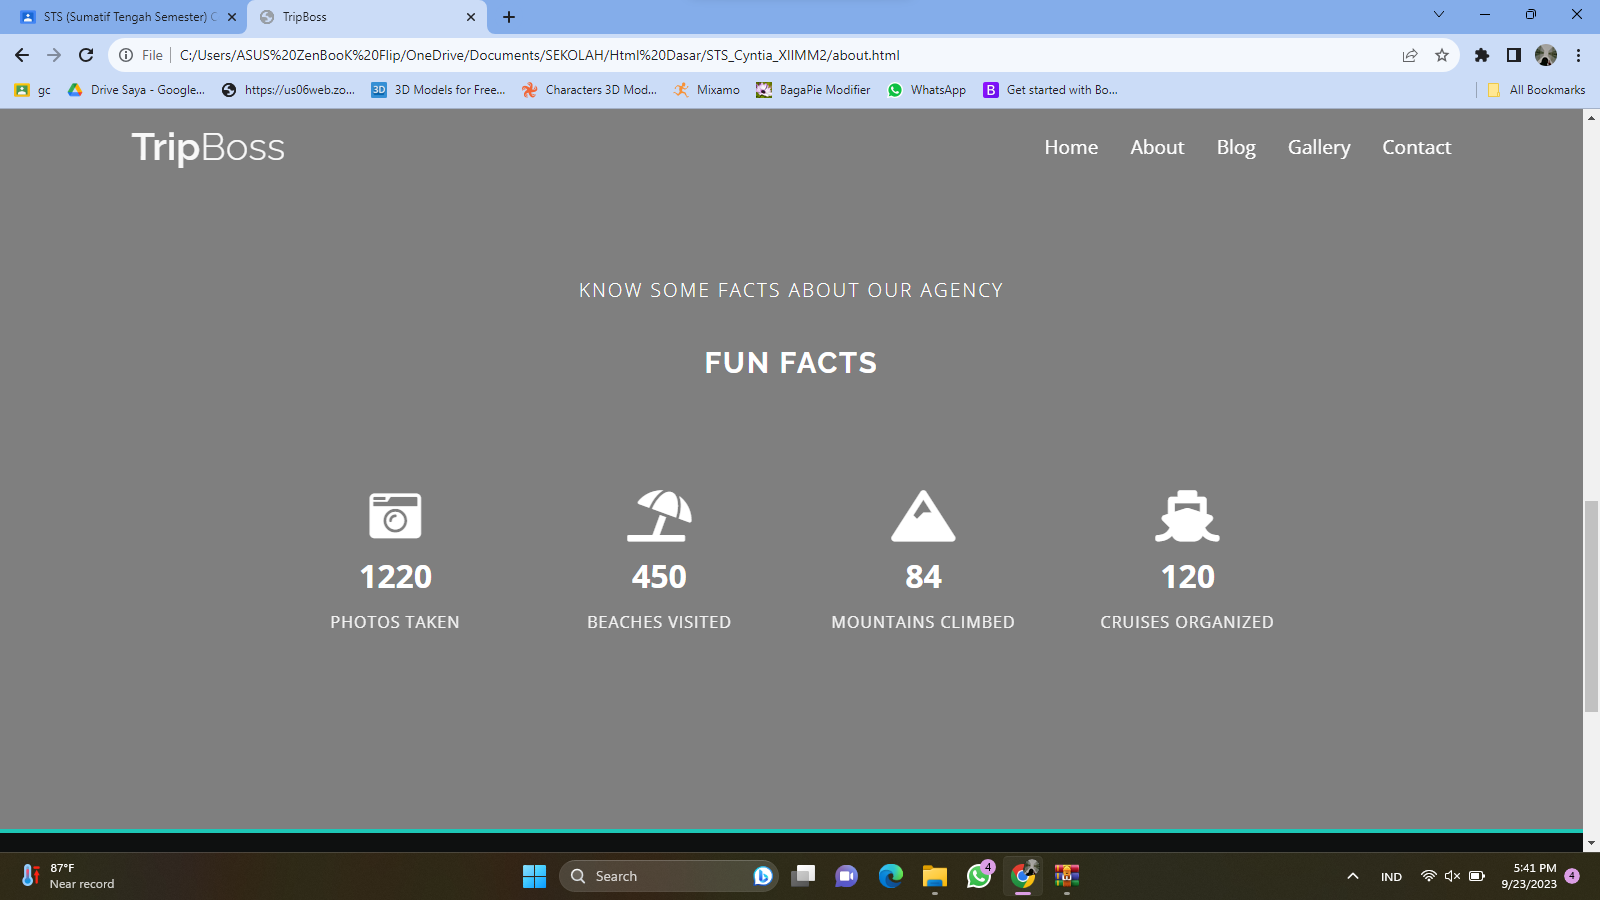 STS (Sumatif Tengah Semester) C
TripBoss
File
C:/Users/ASUS%20ZenBooK%20Flip/OneDrive/Documents/SEKOLAH/Html%20Dasar/STS_Cyntia_XIIMM2/about.html
gc
Drive Saya - Google...
https://us06web.zo...
3D
3D Models for Free...
Characters 3D Mod...
Mixamo
BagaPie Modifier
WhatsApp
B
Get started with Bo...
All Bookmarks
TripBoss
Home About Blog Gallery Contact
KNOW SOME FACTS ABOUT OUR AGENCY
FUN FACTS
1220 450 84 120
PHOTOS TAKEN BEACHES VISITED MOUNTAINS CLIMBED CRUISES ORGANIZED
87°F
Near record
Search
4
IND
5:41 PM
9/23/2023
4